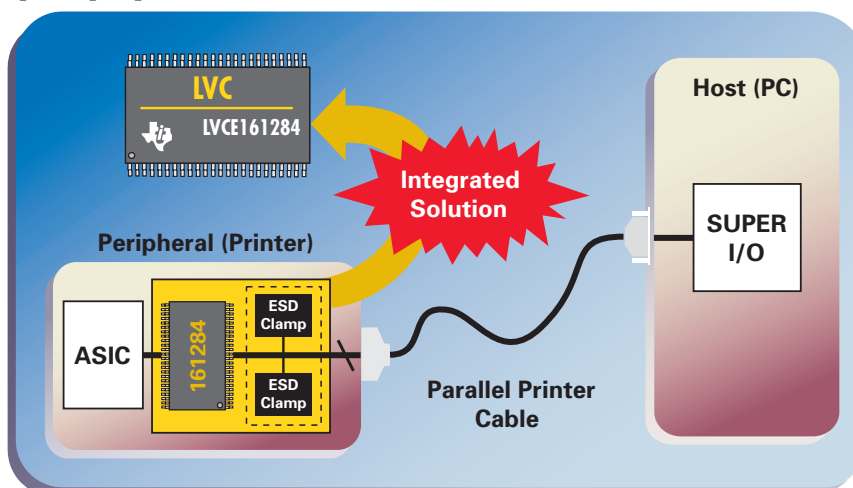 LVC
LVCE161284
Host (PC)
Integrated
Solution
SUPER
I/O
Peripheral (Printer)
ESD
Clamp
ASIC
161284
ESD
Clamp
Parallel Printer
Cable